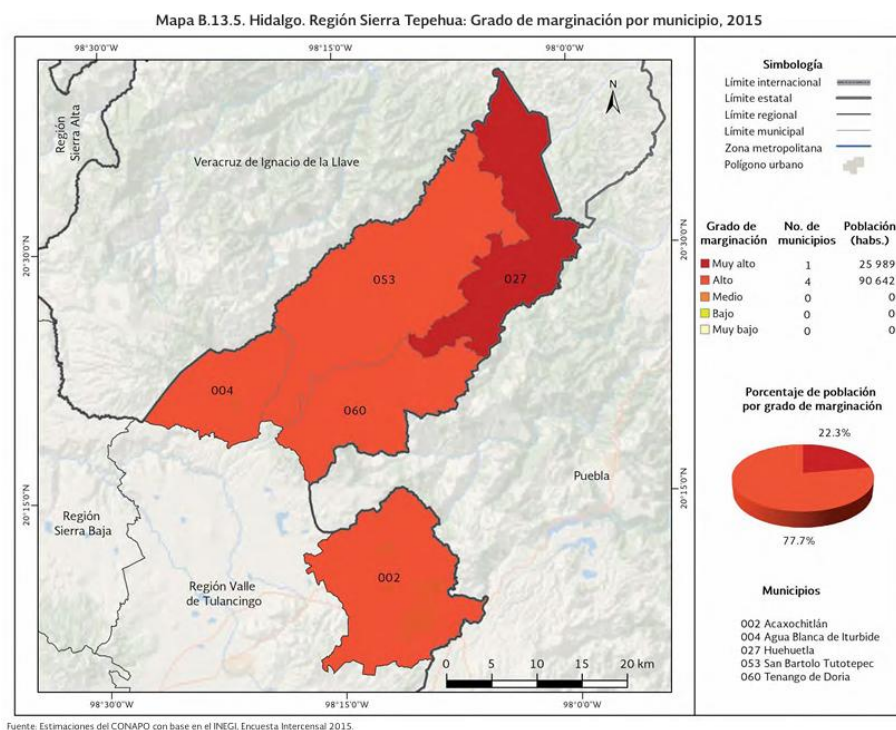 Mapa B.13.5. Hidalgo. Región Sierra Tepehua: Grado de marginación por municipio, 2015
98°30'0"W 98°15'0"W 98°0'0"W
20°30'0"N
20°15'0"N
Región
Sierra Alta
Veracruz de Ignacio de la Llave
N
053
027
004
060
Puebla
Región
Sierra Baja
Región Valle
de Tulancingo
002
0 5 10 15 20 km
20°30'0"N
20°15'0"N
98°30'0"W 98°15'0"W 98°0'0"W
Simbología
Límite internacional
Límite estatal
Límite regional
Límite municipal
Zona metropolitana
Polígono urbano
Grado de marginación No. de municipios Población (habs.)
Muy alto 1 25 989
Alto 4 90 642
Medio 0 0
Bajo 0 0
Muy bajo 0 0
Porcentaje de población
por grado de marginación
22.3%
77.7%
Municipios
002 Acaxochitlán
004 Agua Blanca de Iturbide
027 Huehuetla
053 San Bartolo Tutotepec
060 Tenango de Doria
Fuente: Estimaciones del CONAPO con base en el INEGI, Encuesta Intercensal 2015.